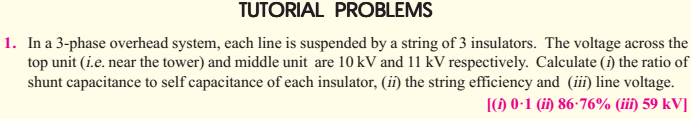 TUTORIAL PROBLEMS
1. In a 3-phase overhead system, each line is suspended by a string of 3 insulators. The voltage across the
top unit (i.e. near the tower) and middle unit are 10 kV and 11 kV respectively. Calculate (i) the ratio of
shunt capacitance to self capacitance of each insulator, (ii) the string efficiency and (iii) line voltage.
[(i) 0·1 (ii) 86·76% (iii) 59 kV]